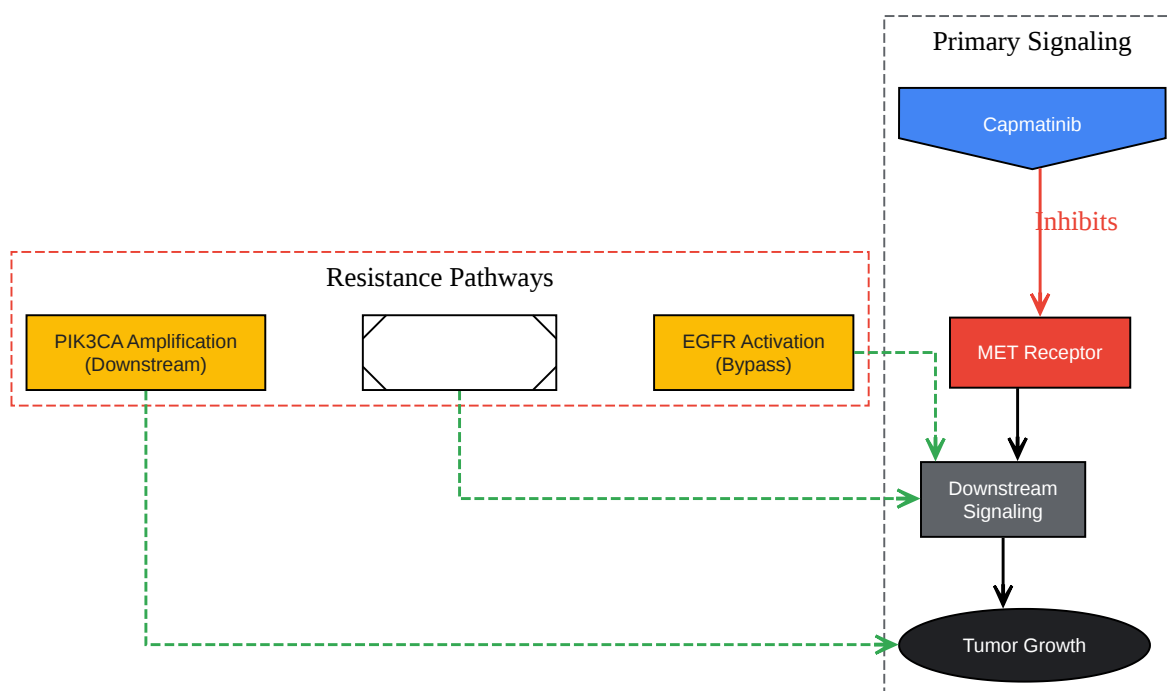 Primary Signaling
Capmatinib
Inhibits
Resistance Pathways
PIK3CA Amplification
(Downstream)
EGFR Activation
(Bypass)
MET Receptor
Downstream
Signaling
Tumor Growth